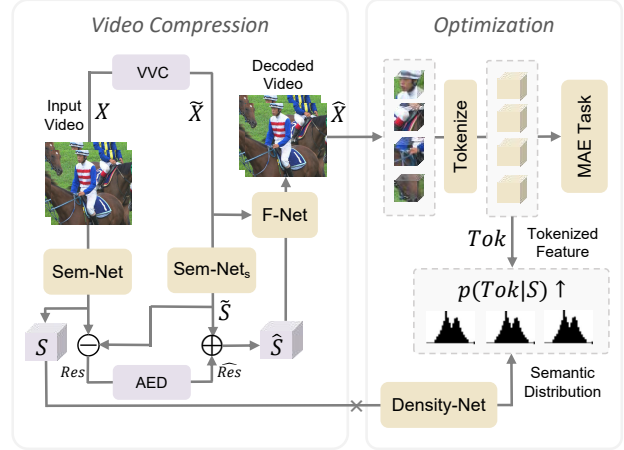 Video Compression
Optimization
VVC
Decoded
Video
Input
Video
X
X̃
X̂
Tokenize
MAE Task
F-Net
Sem-Net
Sem-Netₛ
Tok
Tokenized
Feature
p(Tok|S) ↑
S
S̃
Ŝ
Res
AED
R̂es
Semantic
Distribution
Density-Net